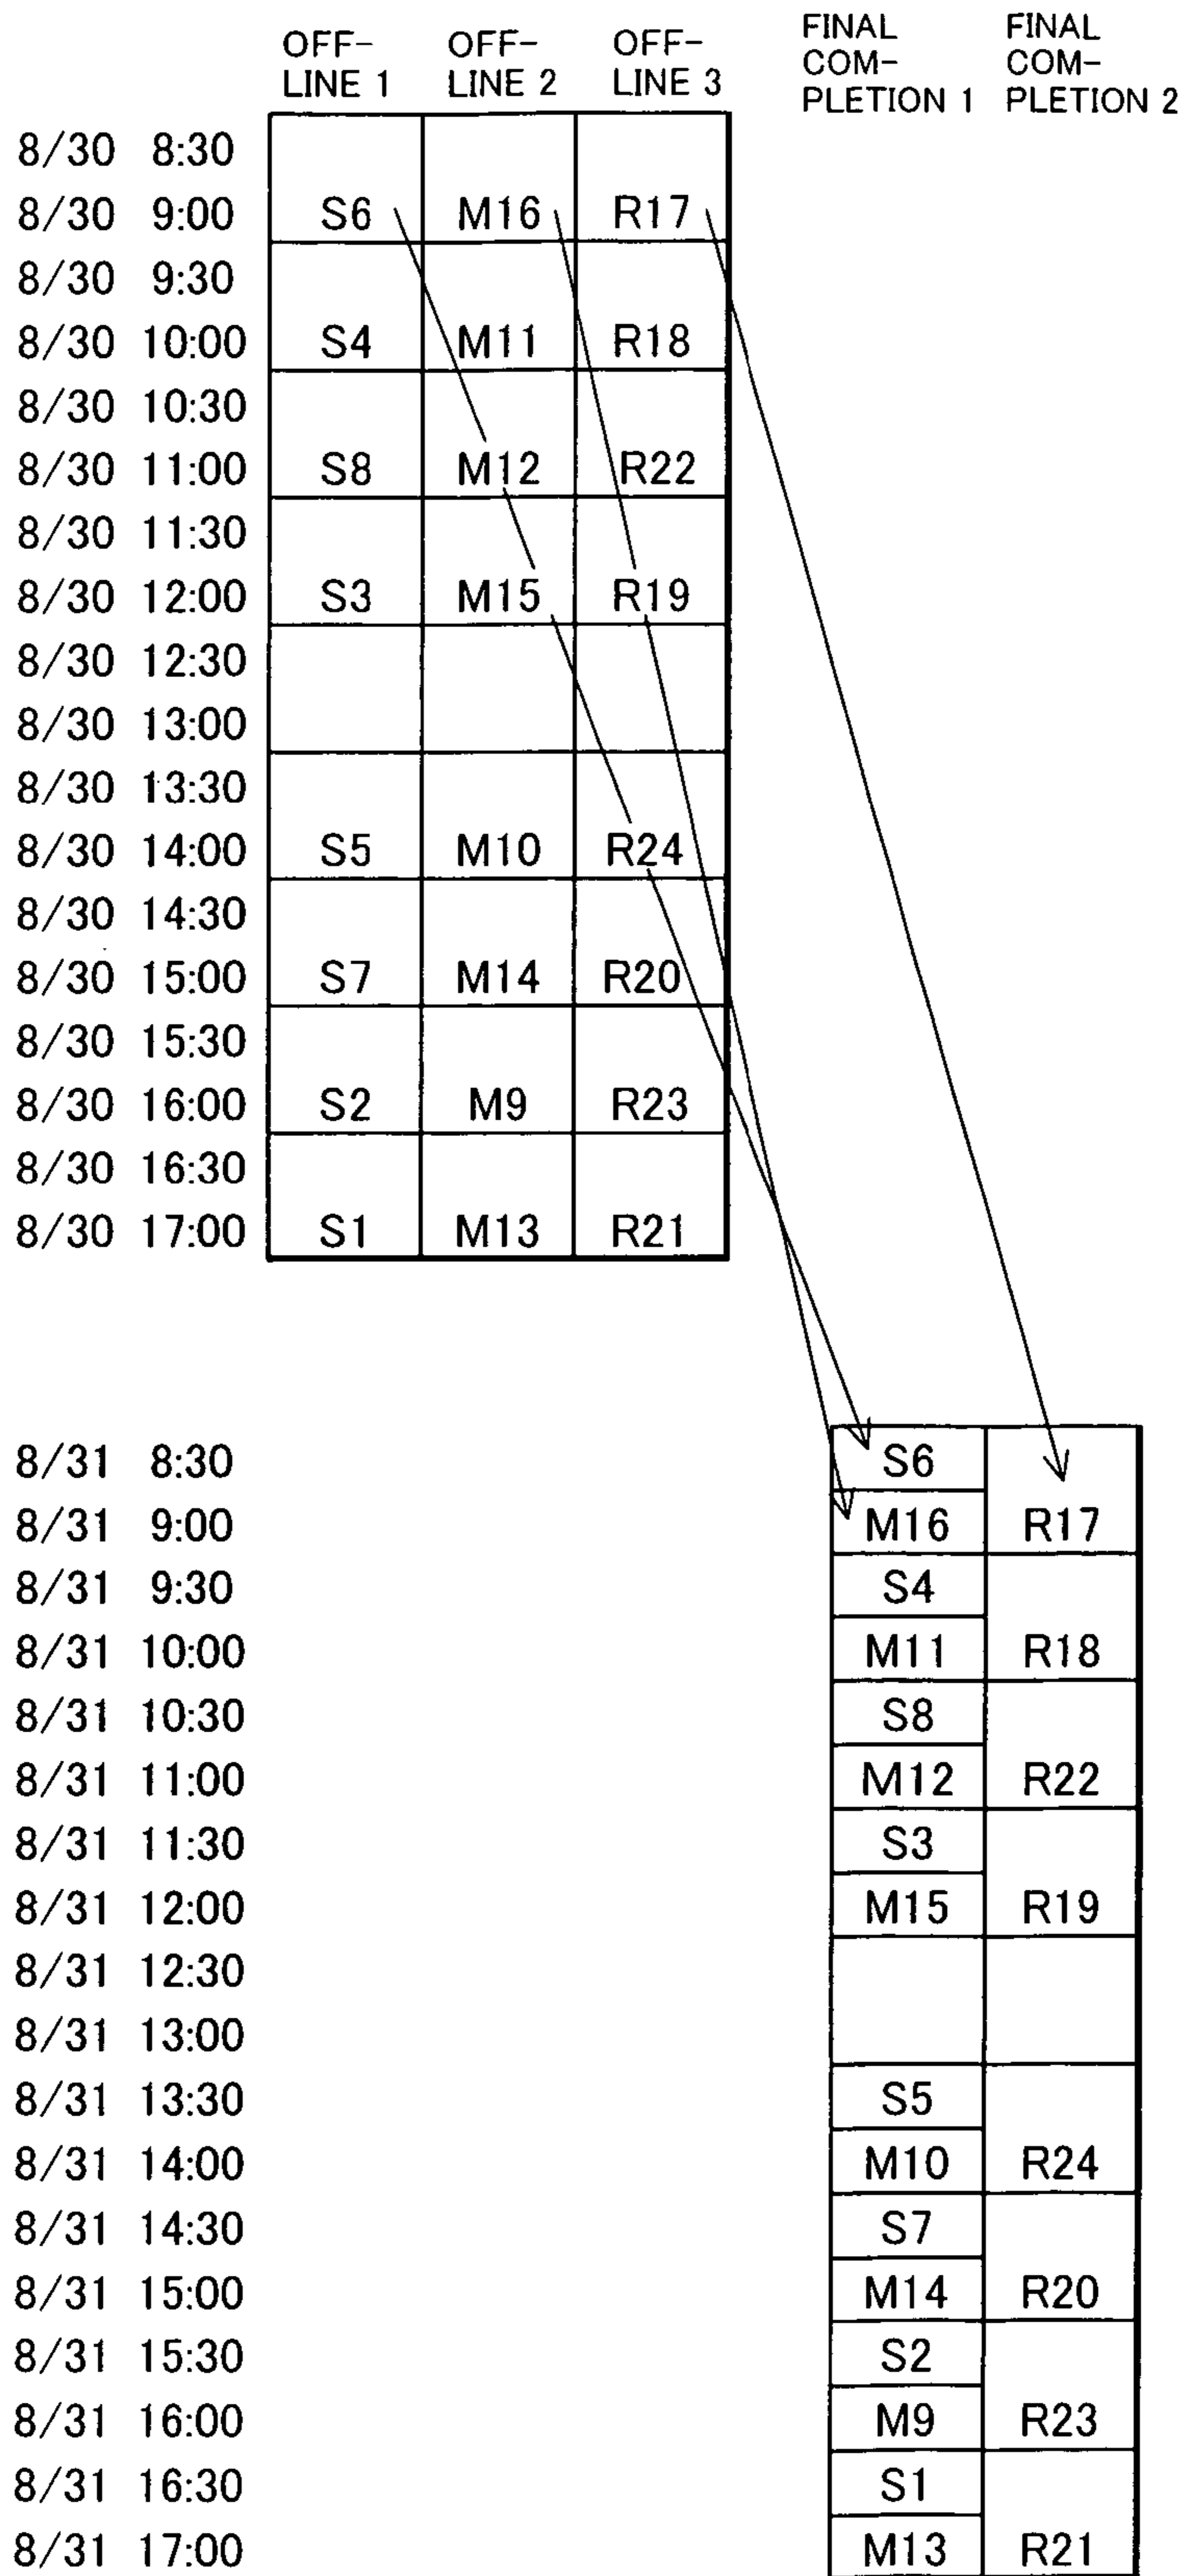 OFF- OFF- OFF- FINAL FINAL
LINE 1 LINE 2 LINE 3 COM- COM-
PLETION 1 PLETION 2
8/30 8:30
8/30 9:00 S6 M16 R17
8/30 9:30
8/30 10:00 S4 M11 R18
8/30 10:30
8/30 11:00 S8 M12 R22
8/30 11:30
8/30 12:00 S3 M15 R19
8/30 12:30
8/30 13:00
8/30 13:30
8/30 14:00 S5 M10 R24
8/30 14:30
8/30 15:00 S7 M14 R20
8/30 15:30
8/30 16:00 S2 M9 R23
8/30 16:30
8/30 17:00 S1 M13 R21
8/31 8:30 S6
8/31 9:00 M16 R17
8/31 9:30 S4
8/31 10:00 M11 R18
8/31 10:30 S8
8/31 11:00 M12 R22
8/31 11:30 S3
8/31 12:00 M15 R19
8/31 12:30
8/31 13:00
8/31 13:30 S5
8/31 14:00 M10 R24
8/31 14:30 S7
8/31 15:00 M14 R20
8/31 15:30 S2
8/31 16:00 M9 R23
8/31 16:30 S1
8/31 17:00 M13 R21